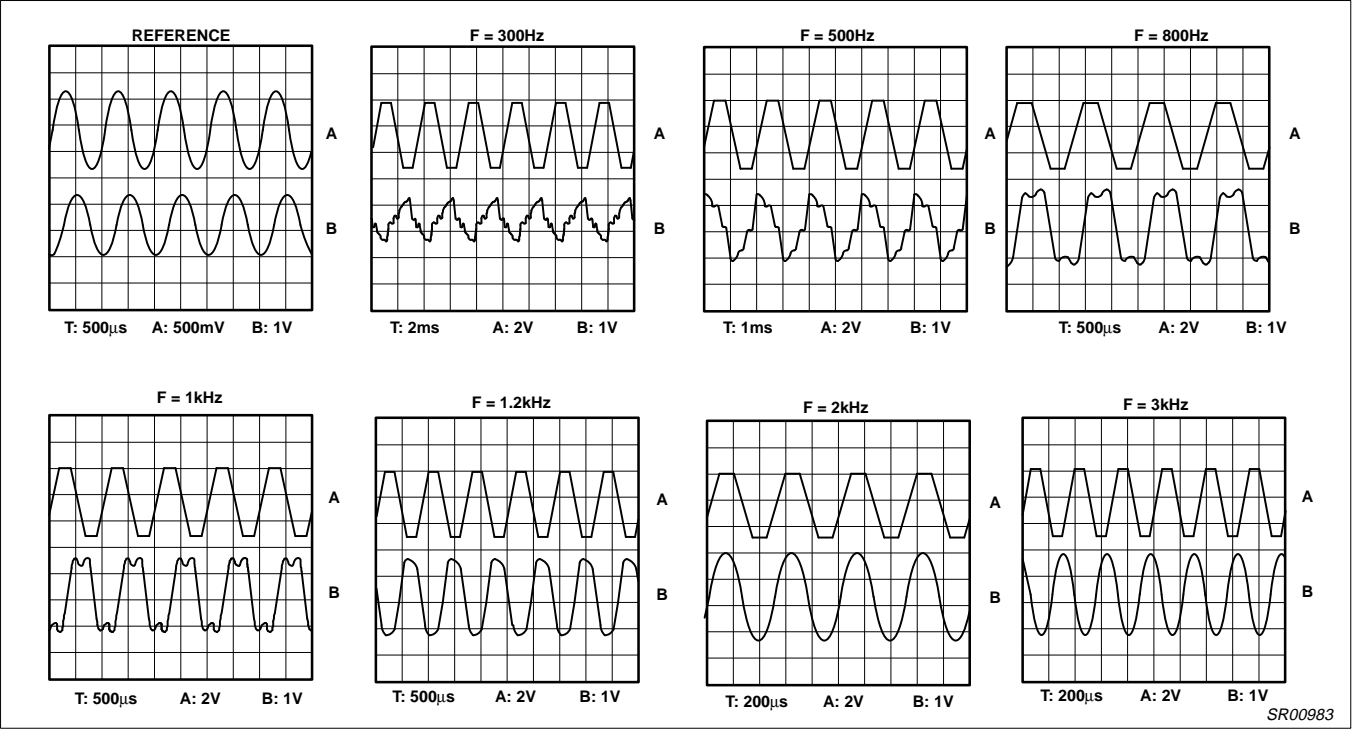 REFERENCE
F = 300Hz
F = 500Hz
F = 800Hz
A
B
A
B
A
B
A
B
T: 500μs A: 500mV B: 1V
T: 2ms A: 2V B: 1V
T: 1ms A: 2V B: 1V
T: 500μs A: 2V B: 1V
F = 1kHz
F = 1.2kHz
F = 2kHz
F = 3kHz
A
B
A
B
A
B
A
B
T: 500μs A: 2V B: 1V
T: 500μs A: 2V B: 1V
T: 200μs A: 2V B: 1V
T: 200μs A: 2V B: 1V
SR00983